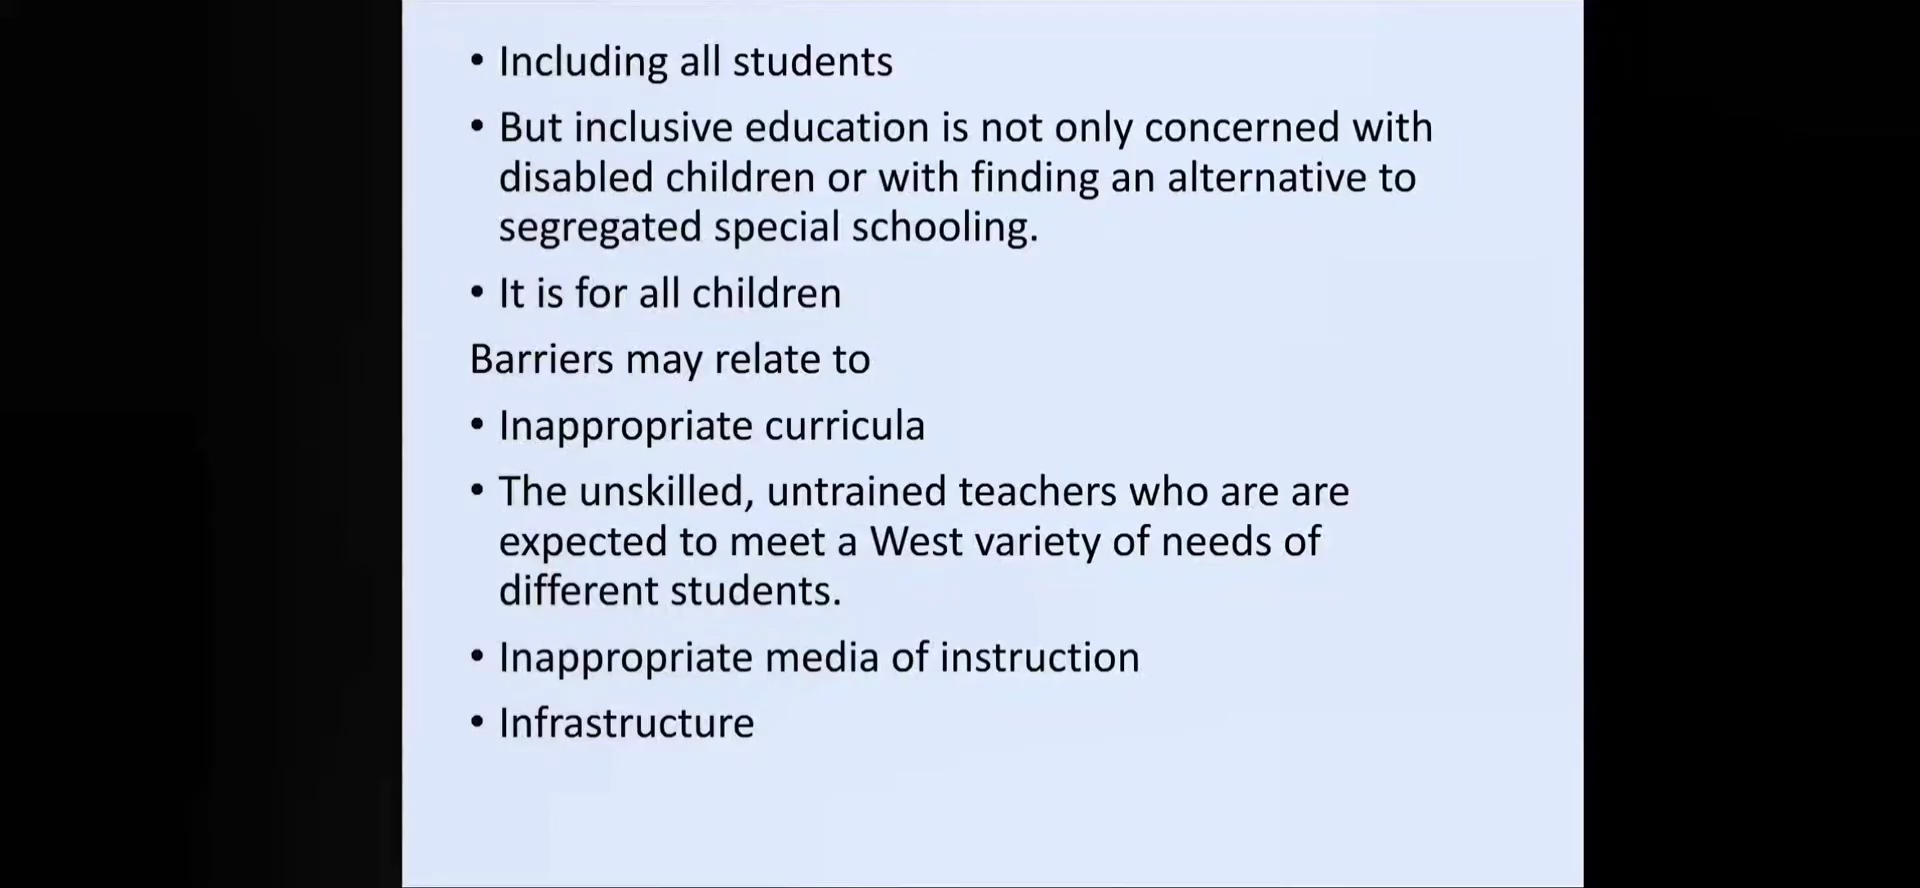 • Including all students
• But inclusive education is not only concerned with
disabled children or with finding an alternative to
segregated special schooling.
• It is for all children
Barriers may relate to
• Inappropriate curricula
• The unskilled, untrained teachers who are are
expected to meet a West variety of needs of
different students.
• Inappropriate media of instruction
• Infrastructure